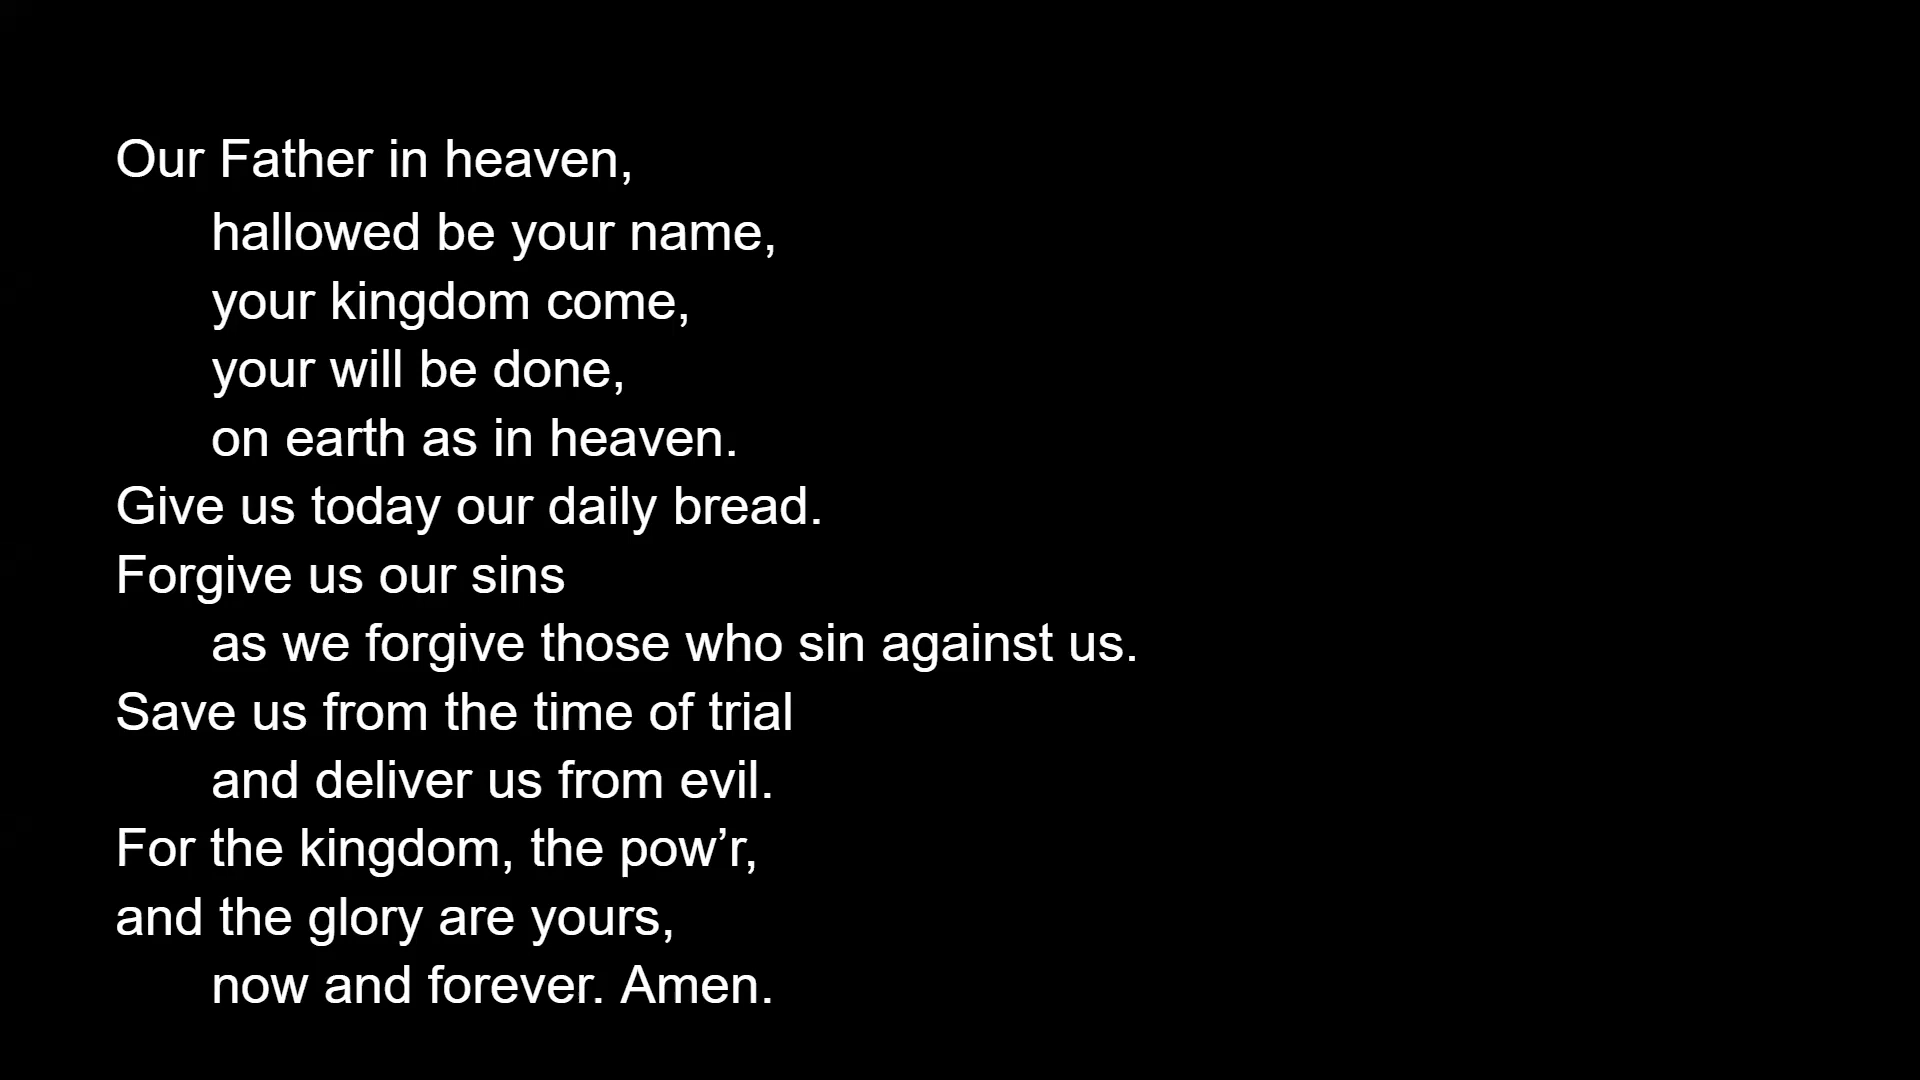 Our Father in heaven,
hallowed be your name,
your kingdom come,
your will be done,
on earth as in heaven.
Give us today our daily bread.
Forgive us our sins
as we forgive those who sin against us.
Save us from the time of trial
and deliver us from evil.
For the kingdom, the pow’r,
and the glory are yours,
now and forever. Amen.